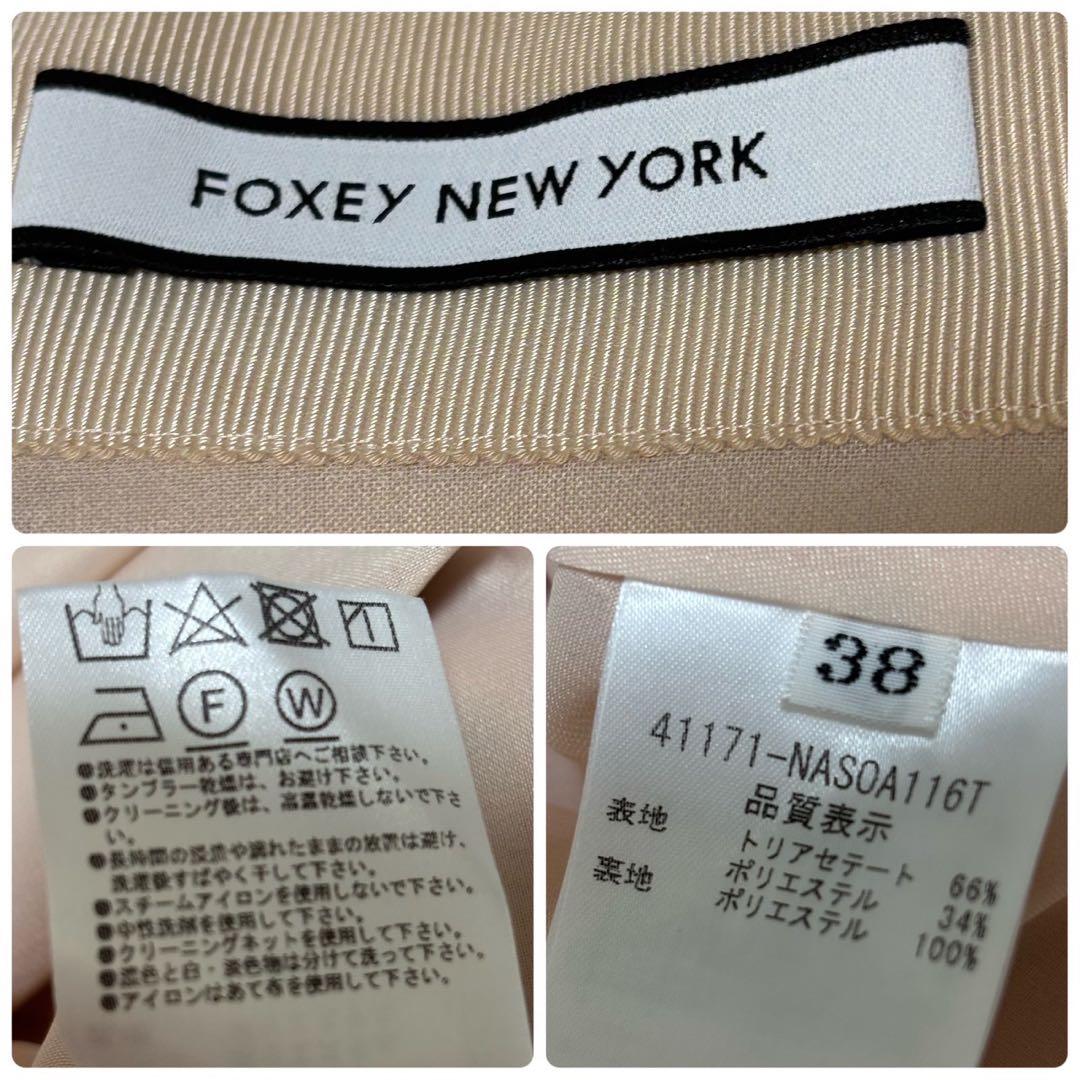 FOXEY NEW YORK
F W
●洗濯は信用ある専門店へご相談下さい。
●タンブラー乾燥は、お避け下さい。
●クリーニング後は、高温乾燥しないで下さ
い。
●長時間の浸漬や濡れたままの放置は避け、
洗濯後すばやく干して下さい。
●スチームアイロンを使用しないで下さい。
●中性洗剤を使用して下さい。
●クリーニングネットを使用して下さい。
●濃色と白・淡色物は分けて洗って下さい。
●アイロンはあて布を使用して下さい。
38
41171-NASOA116T
品質表示
表地 トリアセテート 66%
ポリエステル 34%
裏地 ポリエステル 100%